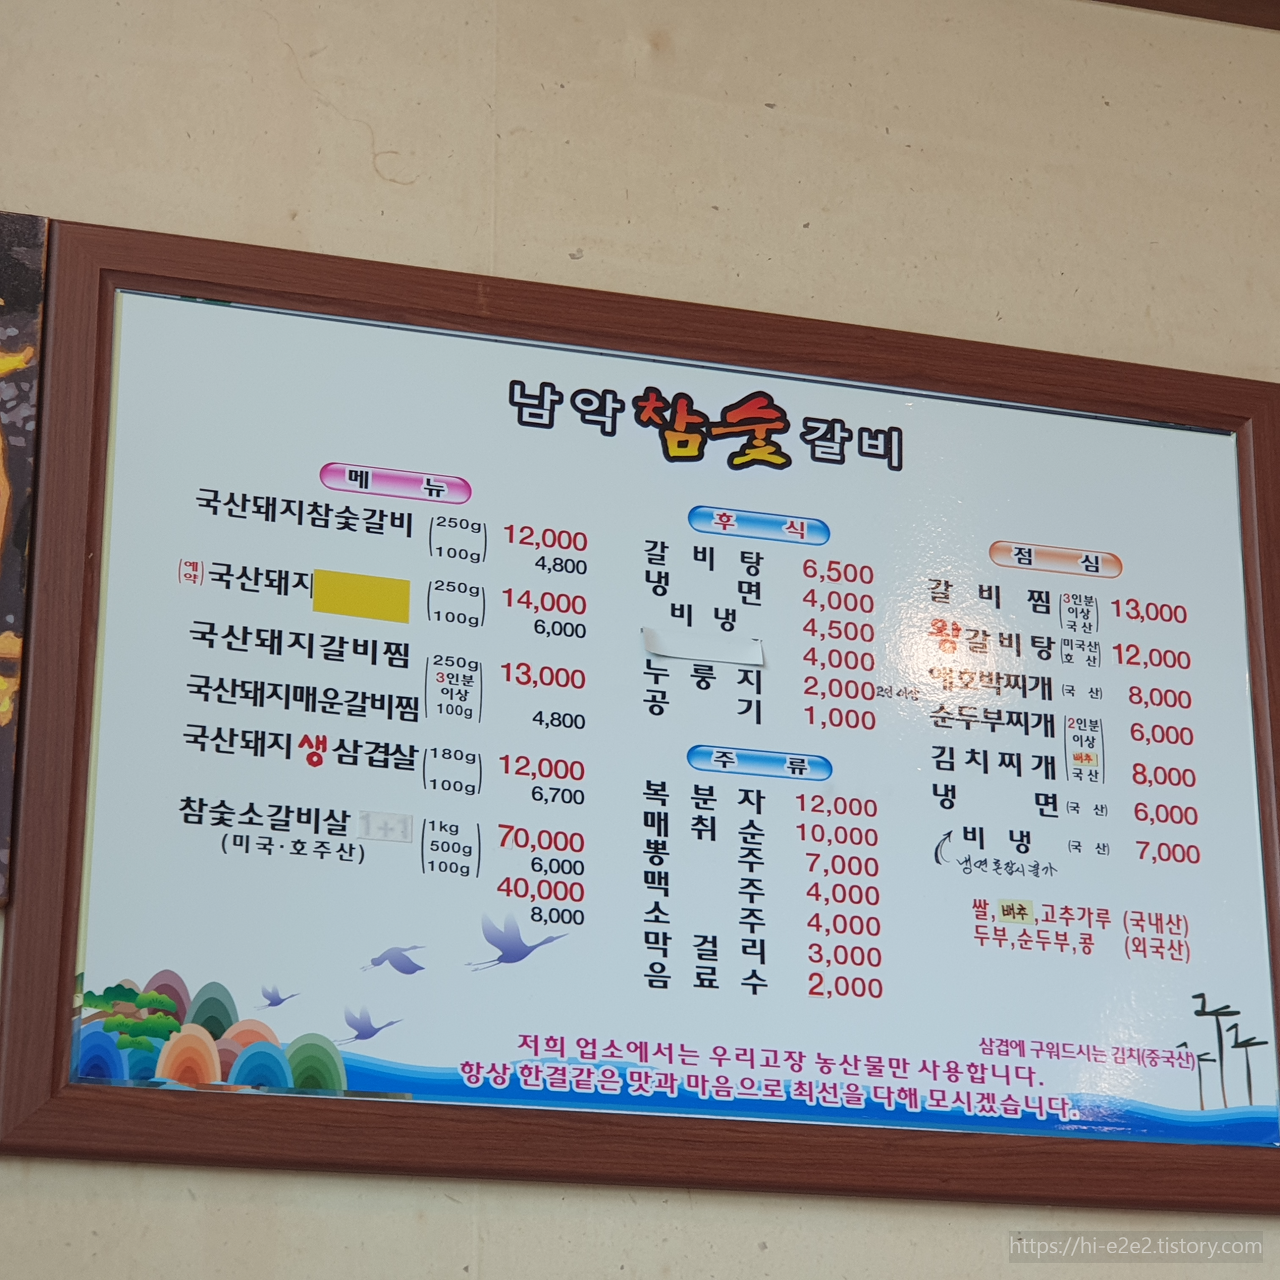 남악참숯갈비
메 뉴
국산돼지참숯갈비 (250g) 12,000
(100g) 4,800
(예약) 국산돼지 (250g) 14,000
(100g) 6,000
국산돼지갈비찜
국산돼지매운갈비찜
(250g 3인분 이상 100g) 13,000
4,800
국산돼지생삼겹살 (180g) 12,000
(100g) 6,700
참숯소갈비살 1+1
(미국·호주산)
(1kg 500g 100g)
70,000
6,000
40,000
8,000
후 식
갈 비 탕 6,500
냉 면 4,000
비 냉 4,500
4,000
누 룽 지 2,000 2인 이상
공 기 1,000
주 류
복 분 자 12,000
매 취 순 10,000
뽕 주 7,000
맥 주 4,000
소 주 4,000
막 걸 리 3,000
음 료 수 2,000
점 심
갈 비 찜 (3인분 이상 국산) 13,000
왕갈비탕 (미국산 호 산) 12,000
애호박찌개 (국 산) 8,000
순두부찌개 6,000
김치찌개 8,000
(2인분 이상 배추 국산)
냉 면 (국 산) 6,000
비 냉 (국 산) 7,000
냉면 혼잡시 불가
쌀, 배추, 고추가루 (국내산)
두부,순두부,콩 (외국산)
삼겹에 구워드시는 김치(중국산)
저희 업소에서는 우리고장 농산물만 사용합니다.
항상 한결같은 맛과 마음으로 최선을 다해 모시겠습니다.
https://hi-e2e2.tistory.com